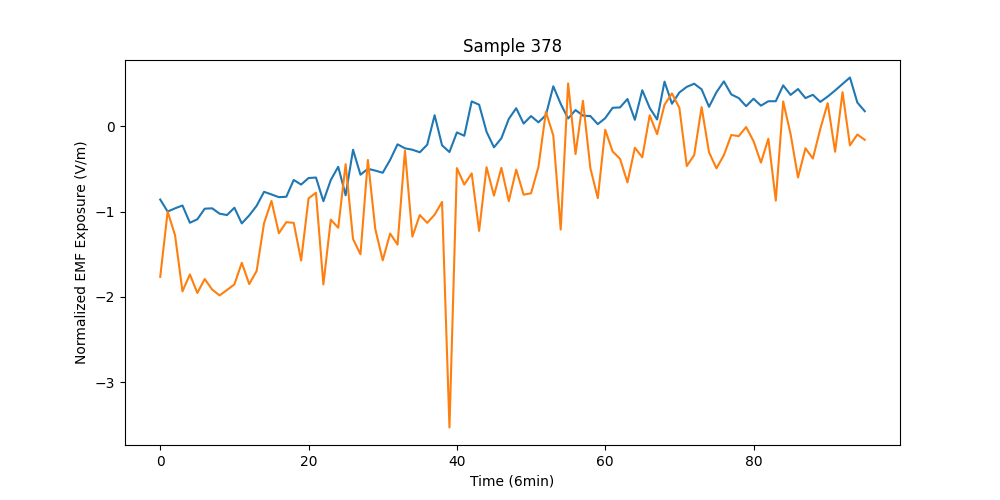 Sample 378
Normalized EMF Exposure (V/m)
0
−1
−2
−3
0 20 40 60 80
Time (6min)